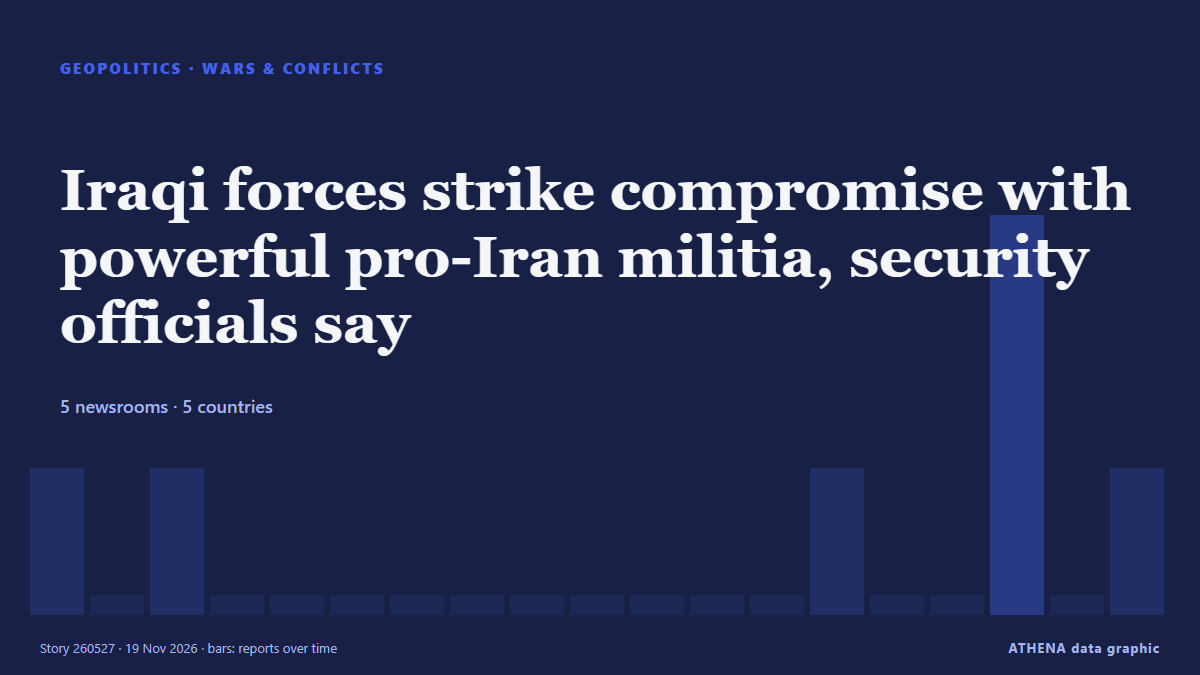 GEOPOLITICS · WARS & CONFLICTS
Iraqi forces strike compromise with
powerful pro-Iran militia, security
officials say
5 newsrooms · 5 countries
Story 260527 · 19 Nov 2026 · bars: reports over time
ATHENA data graphic